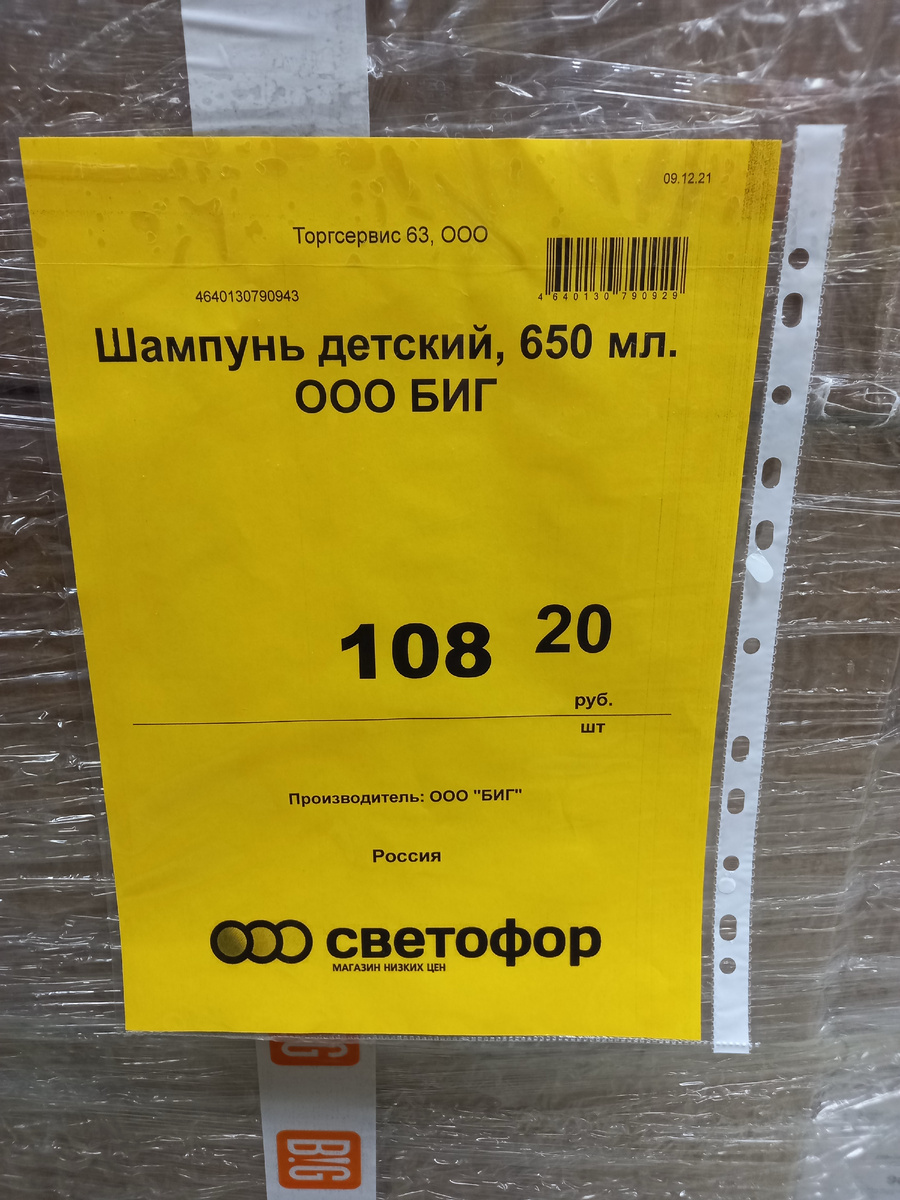 09.12.21
Торгсервис 63, ООО
4640130790943
4 640130 790929
Шампунь детский, 650 мл.
ООО БИГ
108 20
руб.
шт
Производитель: ООО "БИГ"
Россия
светофор
МАГАЗИН НИЗКИХ ЦЕН
B!G
B!G